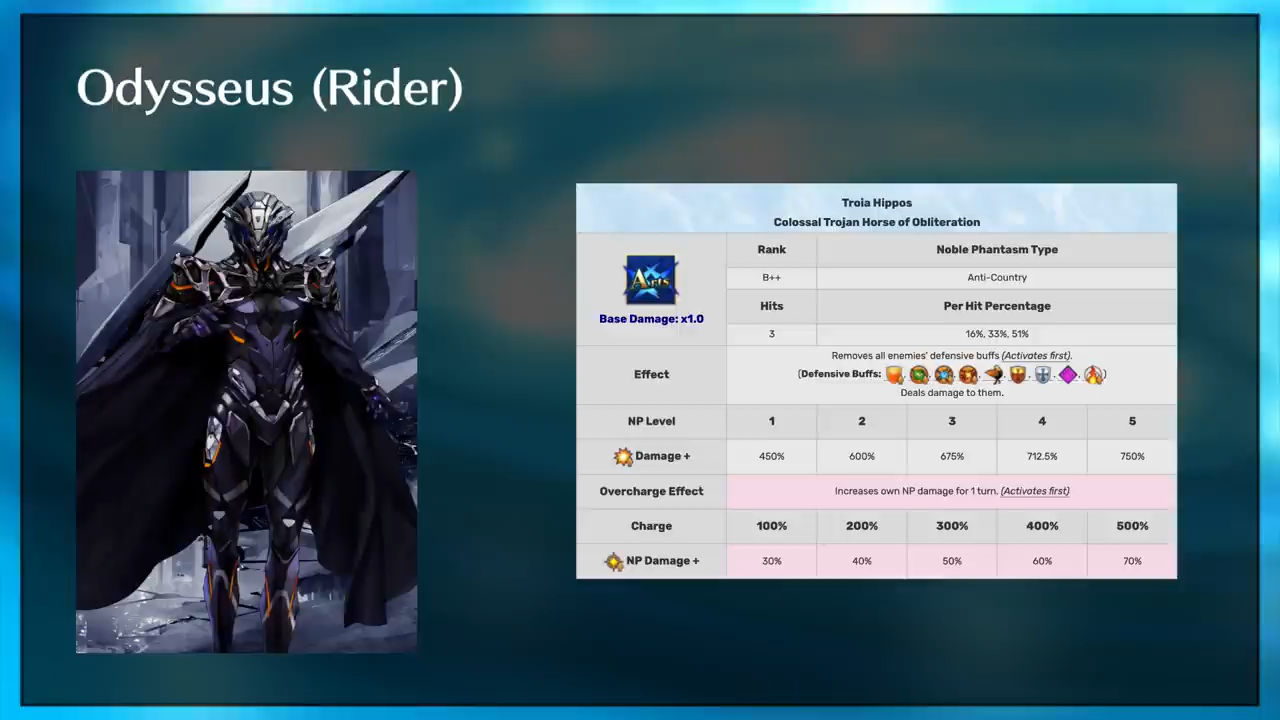 Odysseus (Rider)
Troia Hippos
Colossal Trojan Horse of Obliteration
Arts
Base Damage: x1.0
Rank
Noble Phantasm Type
B++
Anti-Country
Hits
Per Hit Percentage
3
16%, 33%, 51%
Effect
Removes all enemies' defensive buffs (Activates first).
(Defensive Buffs: , , , , , , , , )
Deals damage to them.
NP Level 1 2 3 4 5
Damage + 450% 600% 675% 712.5% 750%
Overcharge Effect
Increases own NP damage for 1 turn. (Activates first)
Charge 100% 200% 300% 400% 500%
NP Damage + 30% 40% 50% 60% 70%